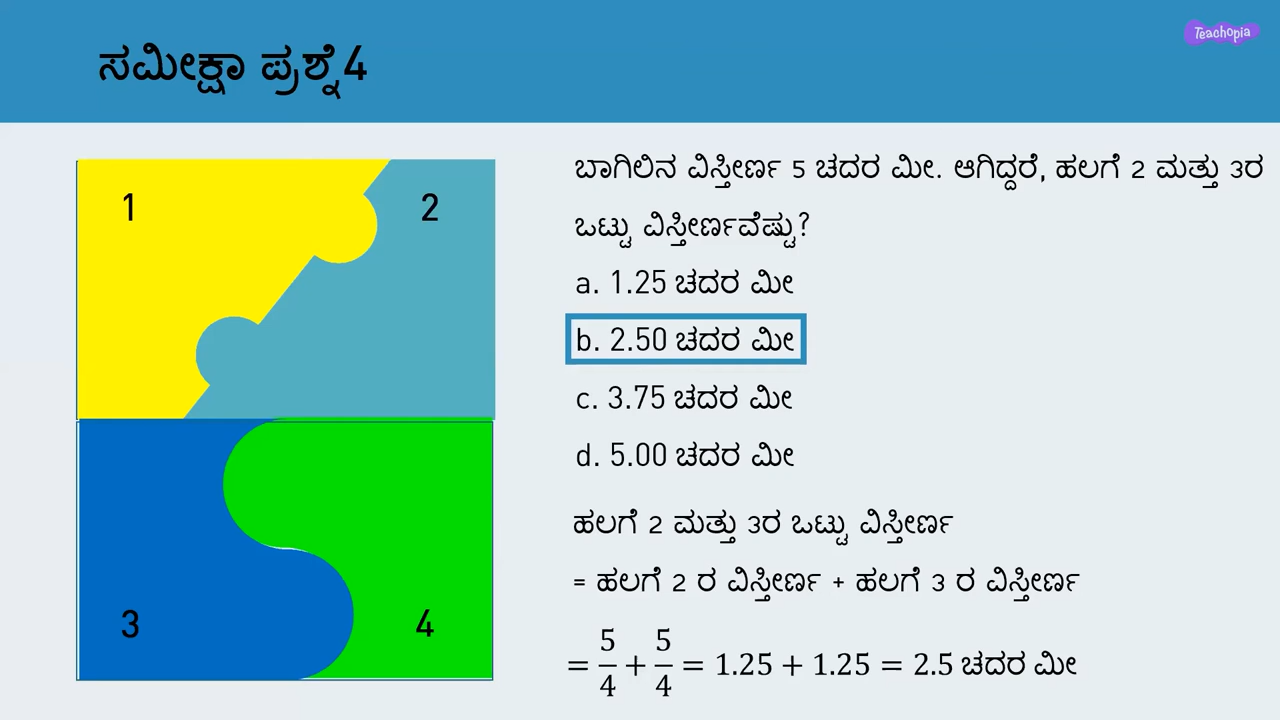 ಸಮೀಕ್ಷಾ ಪ್ರಶ್ನೆ 4
Teachopia
1
2
3
4
ಬಾಗಿಲಿನ ವಿಸ್ತೀರ್ಣ 5 ಚದರ ಮೀ. ಆಗಿದ್ದರೆ, ಹಲಗೆ 2 ಮತ್ತು 3ರ
ಒಟ್ಟು ವಿಸ್ತೀರ್ಣವೆಷ್ಟು?
a. 1.25 ಚದರ ಮೀ
b. 2.50 ಚದರ ಮೀ
c. 3.75 ಚದರ ಮೀ
d. 5.00 ಚದರ ಮೀ
ಹಲಗೆ 2 ಮತ್ತು 3ರ ಒಟ್ಟು ವಿಸ್ತೀರ್ಣ
= ಹಲಗೆ 2 ರ ವಿಸ್ತೀರ್ಣ + ಹಲಗೆ 3 ರ ವಿಸ್ತೀರ್ಣ
= 5/4 + 5/4 = 1.25 + 1.25 = 2.5 ಚದರ ಮೀ